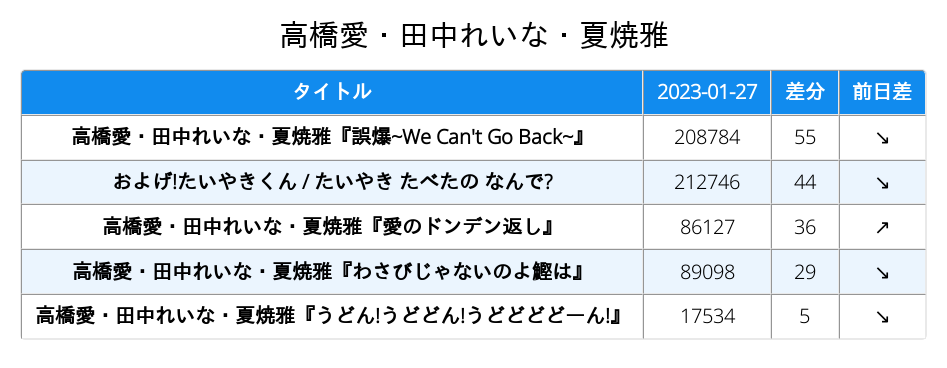 高橋愛・田中れいな・夏焼雅
タイトル 2023-01-27 差分 前日差
高橋愛・田中れいな・夏焼雅『誤爆~We Can't Go Back~』 208784 55 ↘
およげ!たいやきくん / たいやき たべたの なんで? 212746 44 ↘
高橋愛・田中れいな・夏焼雅『愛のドンデン返し』 86127 36 ↗
高橋愛・田中れいな・夏焼雅『わさびじゃないのよ鰹は』 89098 29 ↘
高橋愛・田中れいな・夏焼雅『うどん!うどどん!うどどどどーん!』 17534 5 ↘